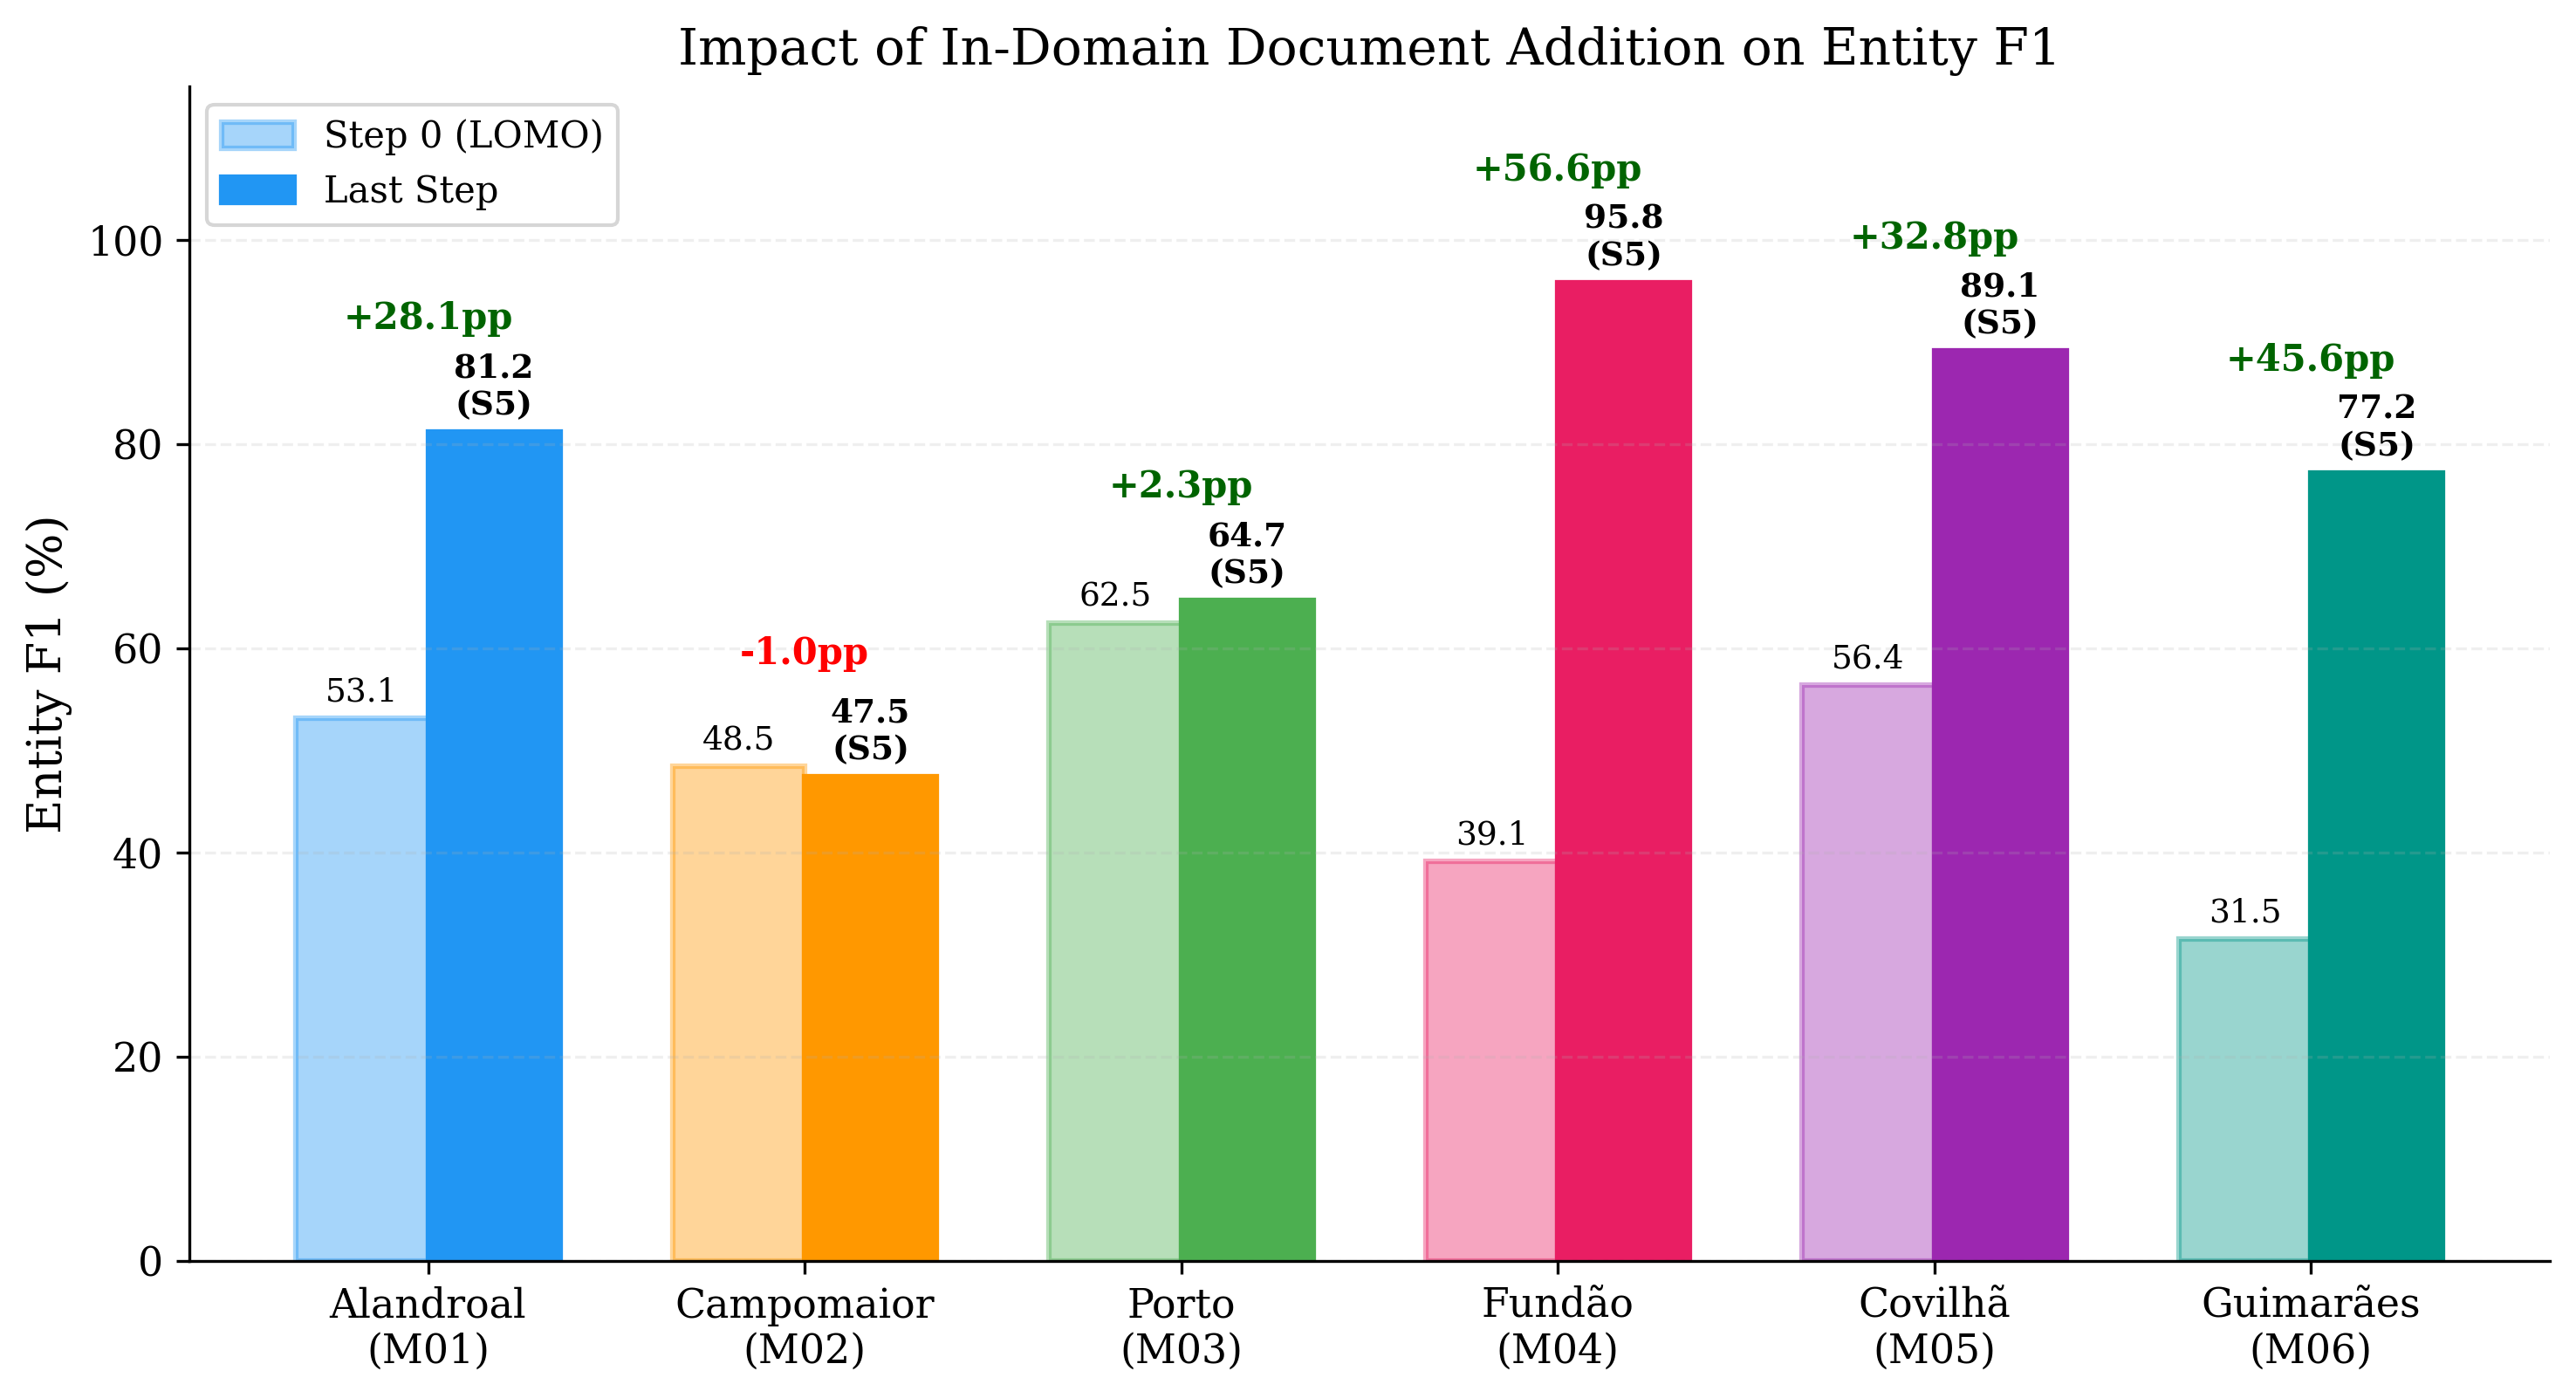 Impact of In-Domain Document Addition on Entity F1
Step 0 (LOMO)
Last Step
Entity F1 (%)
100
80
60
40
20
0
+28.1pp
53.1
81.2
(S5)
-1.0pp
48.5
47.5
(S5)
+2.3pp
62.5
64.7
(S5)
+56.6pp
39.1
95.8
(S5)
+32.8pp
56.4
89.1
(S5)
+45.6pp
31.5
77.2
(S5)
Alandroal
(M01)
Campomaior
(M02)
Porto
(M03)
Fundão
(M04)
Covilhã
(M05)
Guimarães
(M06)